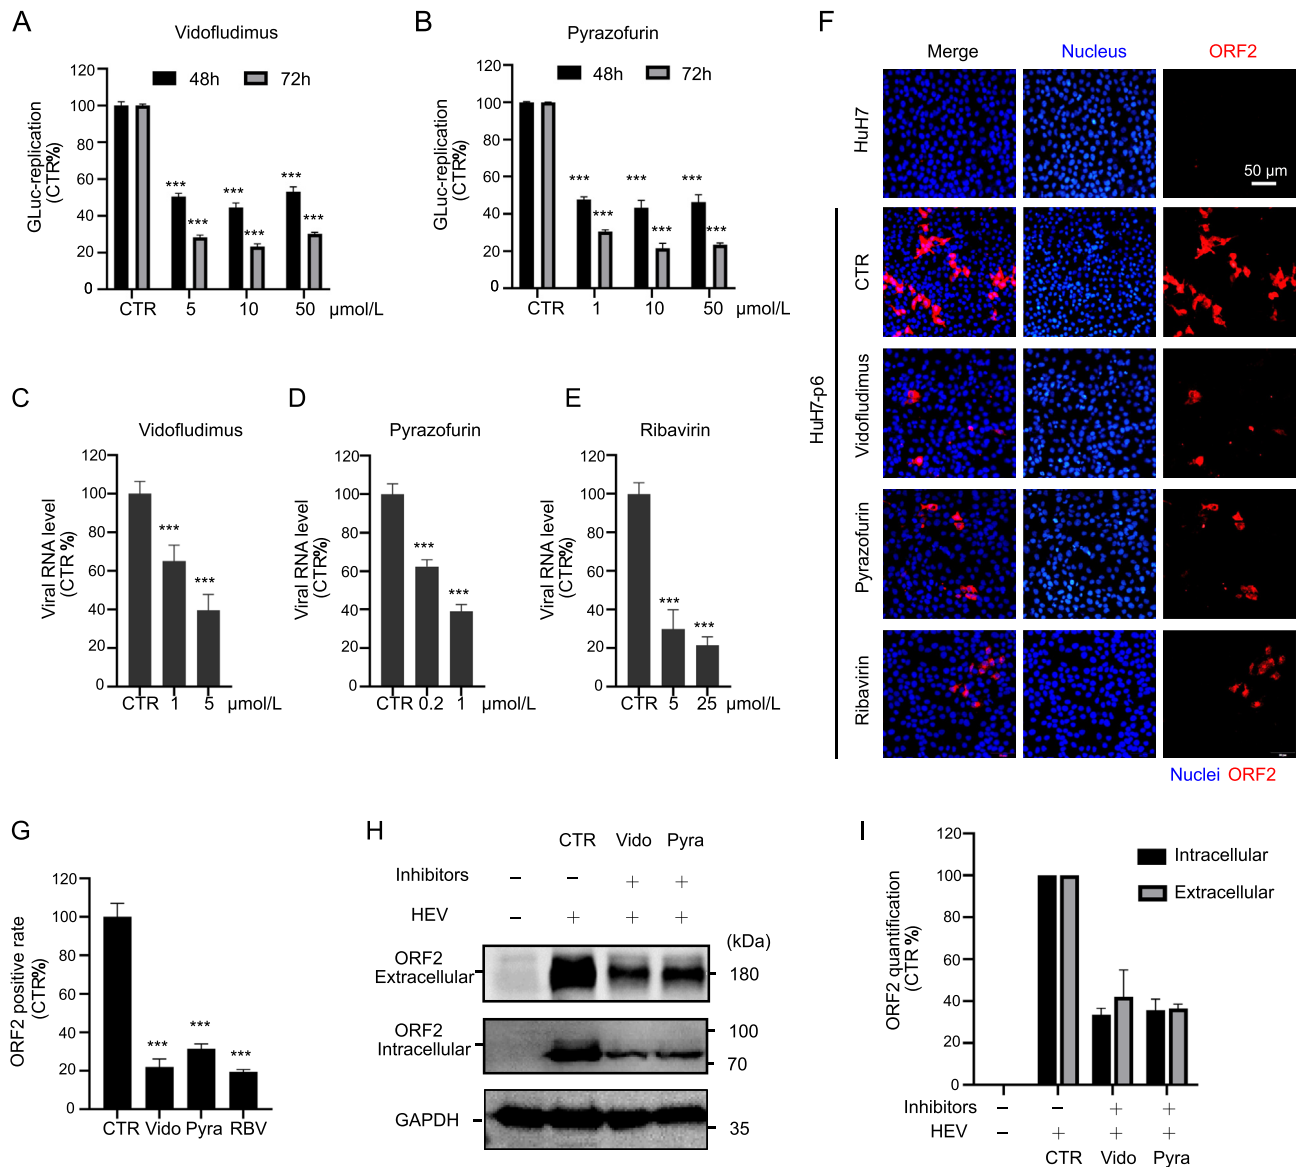 A
Vidofludimus
GLuc-replication
(CTR%)
120
100
80
60
40
20
0
48h
72h
***
***
***
***
***
***
CTR
5
10
50
μmol/L
B
Pyrazofurin
GLuc-replication
(CTR%)
120
100
80
60
40
20
0
48h
72h
***
***
***
***
***
***
CTR
1
10
50
μmol/L
C
Vidofludimus
Viral RNA level
(CTR %)
120
100
80
60
40
20
0
***
***
CTR 1 5 μmol/L
D
Pyrazofurin
Viral RNA level
(CTR%)
120
100
80
60
40
20
0
***
***
CTR 0.2 1 μmol/L
E
Ribavirin
Viral RNA level
(CTR%)
120
100
80
60
40
20
0
***
***
CTR 5 25 μmol/L
F
Merge
Nucleus
ORF2
HuH7
50 μm
HuH7-p6
CTR
Vidofludimus
Pyrazofurin
Ribavirin
Nuclei ORF2
G
ORF2 positive rate
(CTR%)
120
100
80
60
40
20
0
***
***
***
CTR Vido Pyra RBV
H
CTR Vido Pyra
Inhibitors − − + +
HEV − + + +
(kDa)
ORF2
Extracellular
180
ORF2
Intracellular
100
70
GAPDH
35
I
ORF2 quantification
(CTR %)
120
100
80
60
40
20
0
Intracellular
Extracellular
Inhibitors − − + +
HEV − + + +
CTR Vido Pyra